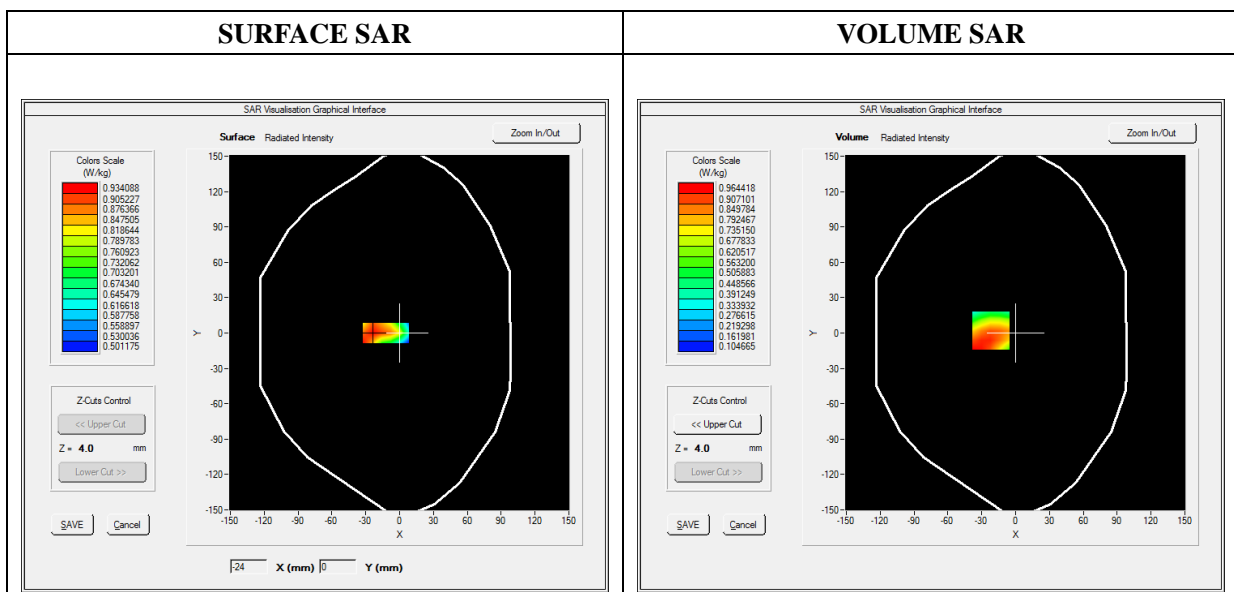 SURFACE SAR
VOLUME SAR
SAR Visualisation Graphical Interface
Surface Radiated Intensity
Zoom In/Out
Colors Scale
(W/kg)
0.934088
0.905227
0.876366
0.847505
0.818644
0.789783
0.760923
0.732062
0.703201
0.674340
0.645479
0.616618
0.587758
0.558897
0.530036
0.501175
Z-Cuts Control
<< Upper Cut
Z = 4.0 mm
Lower Cut >>
SAVE Cancel
150
120
90
60
30
0
-30
-60
-90
-120
-150
Y
-150 -120 -90 -60 -30 0 30 60 90 120 150
X
-24 X (mm) 0 Y (mm)
SAR Visualisation Graphical Interface
Volume Radiated Intensity
Zoom In/Out
Colors Scale
(W/kg)
0.964418
0.907101
0.849784
0.792467
0.735150
0.677833
0.620517
0.563200
0.505883
0.448566
0.391249
0.333932
0.276615
0.219298
0.161981
0.104665
Z-Cuts Control
<< Upper Cut
Z = 4.0 mm
Lower Cut >>
SAVE Cancel
150
120
90
60
30
0
-30
-60
-90
-120
-150
Y
-150 -120 -90 -60 -30 0 30 60 90 120 150
X